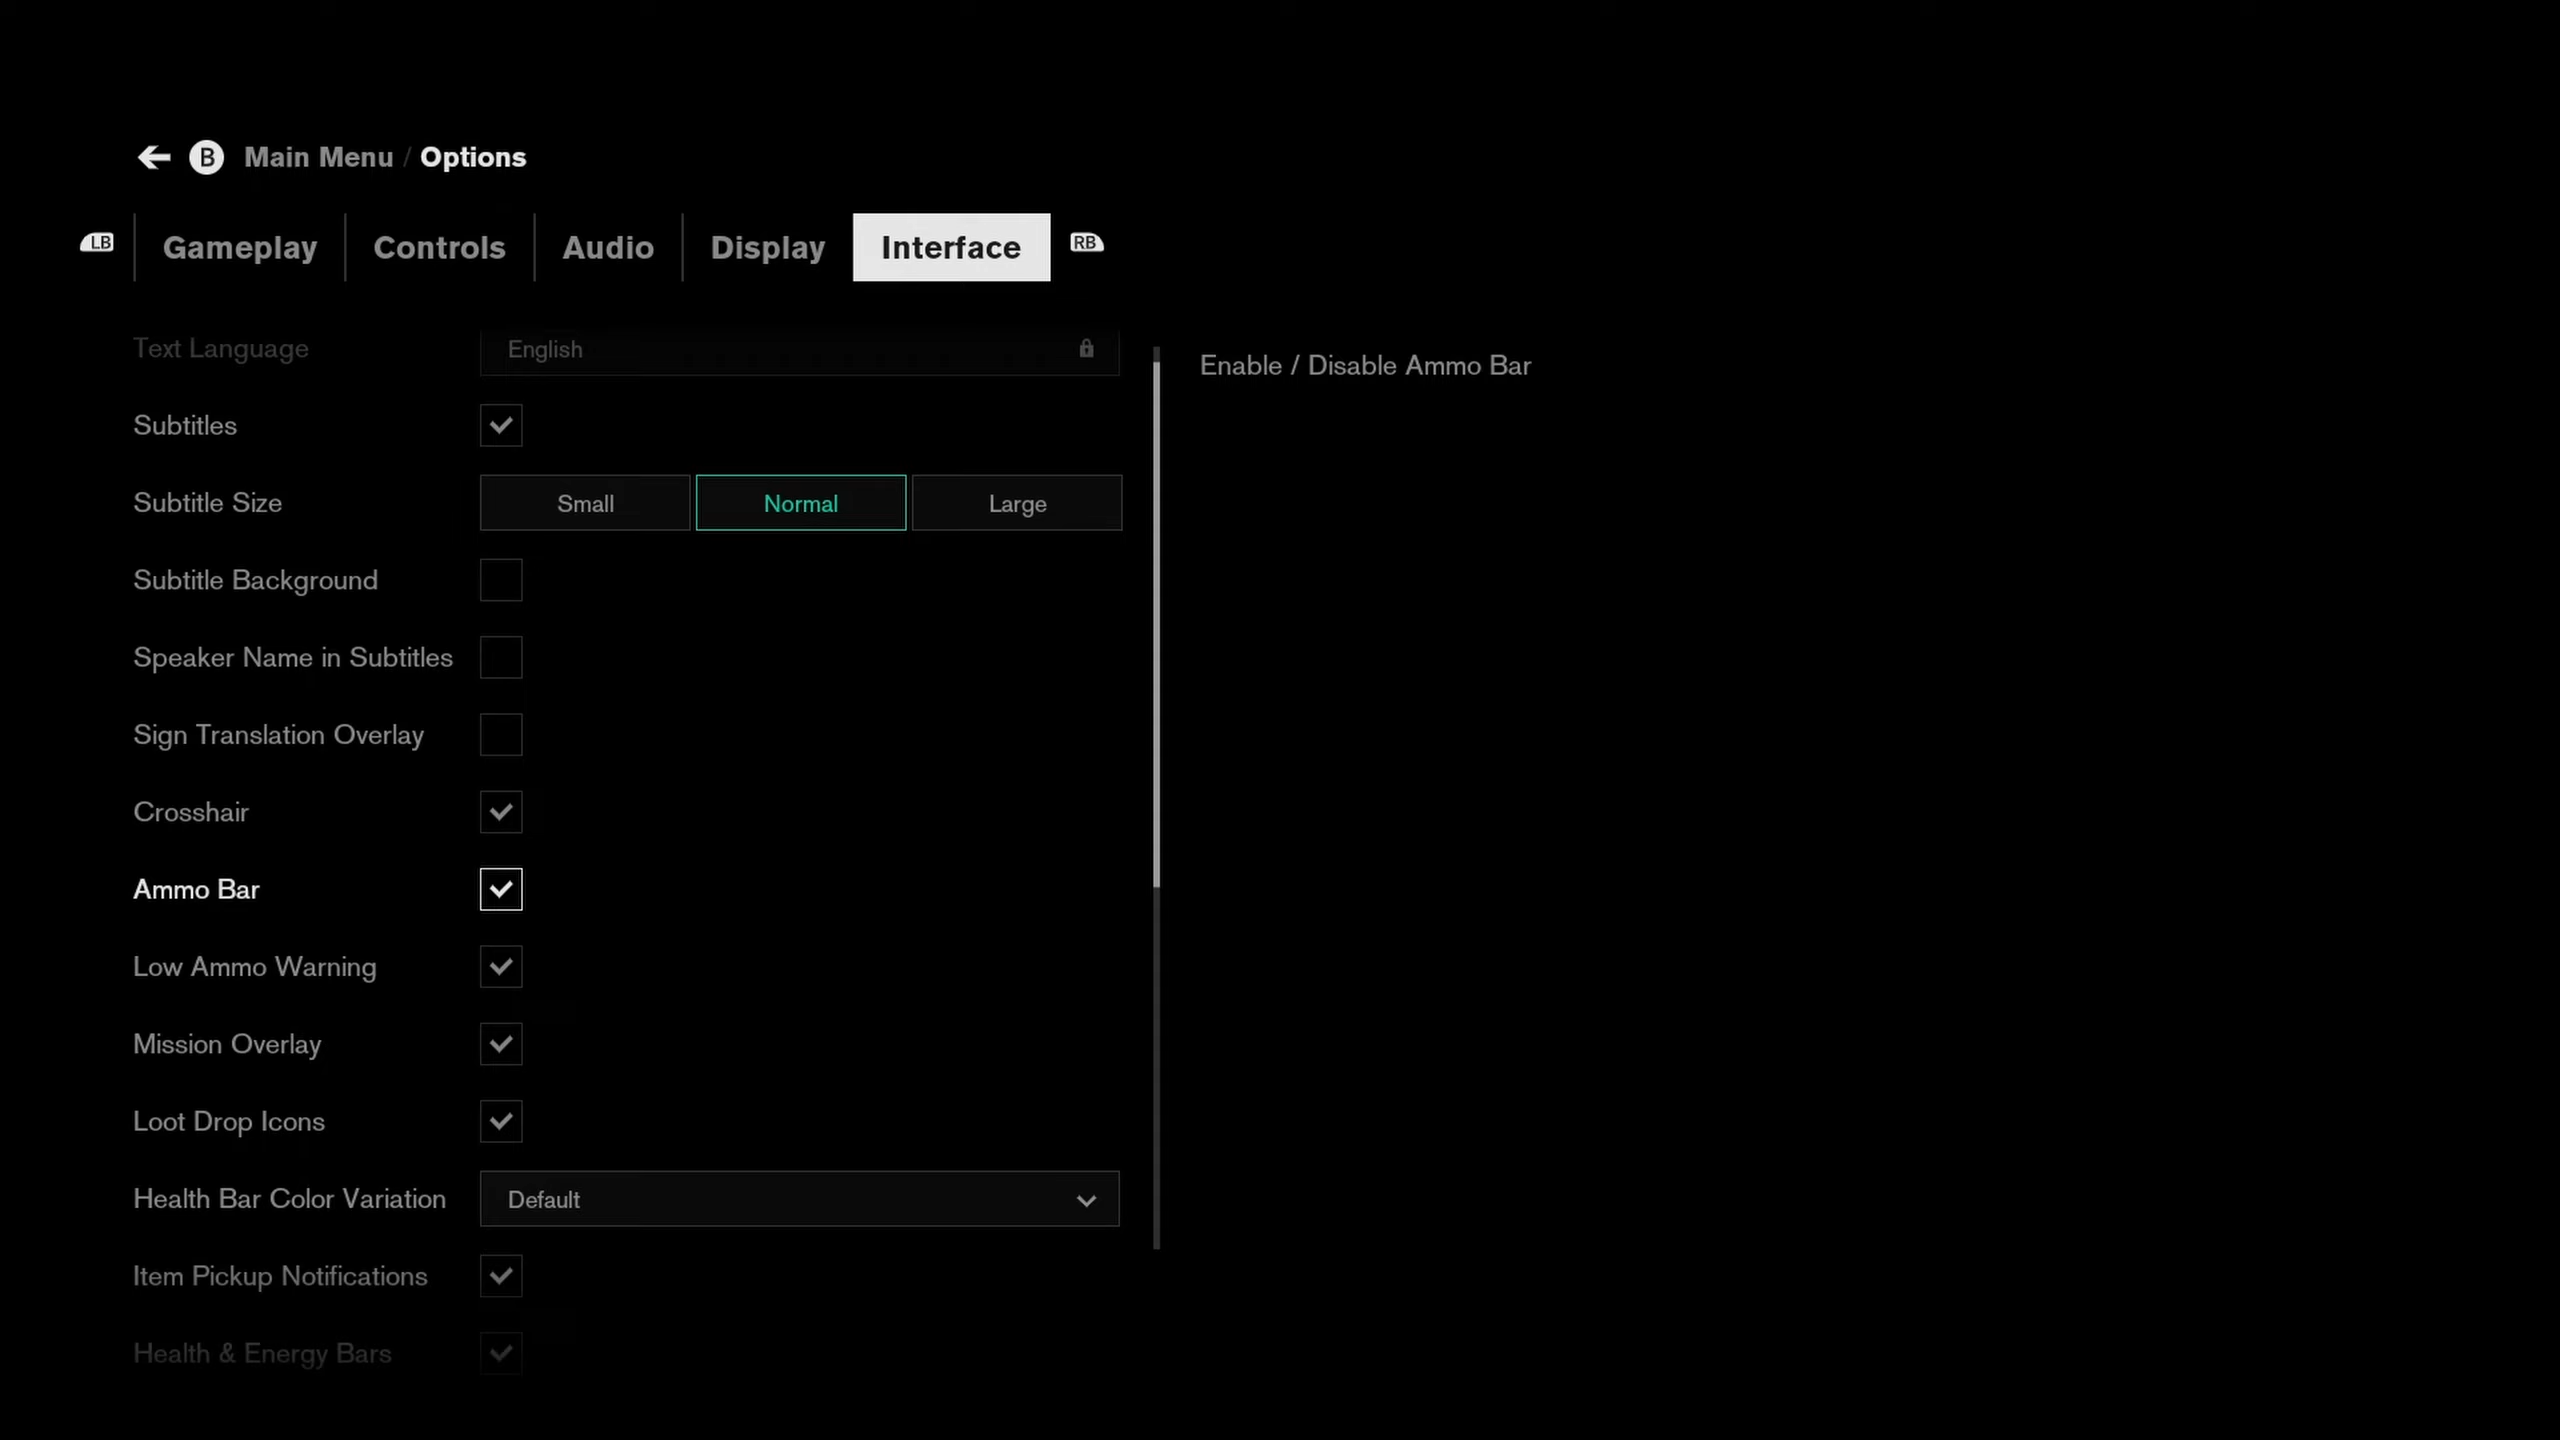 B Main Menu / Options
LB Gameplay Controls Audio Display Interface RB
Text Language English
Enable / Disable Ammo Bar
Subtitles
Subtitle Size Small Normal Large
Subtitle Background
Speaker Name in Subtitles
Sign Translation Overlay
Crosshair
Ammo Bar
Low Ammo Warning
Mission Overlay
Loot Drop Icons
Health Bar Color Variation Default
Item Pickup Notifications
Health & Energy Bars